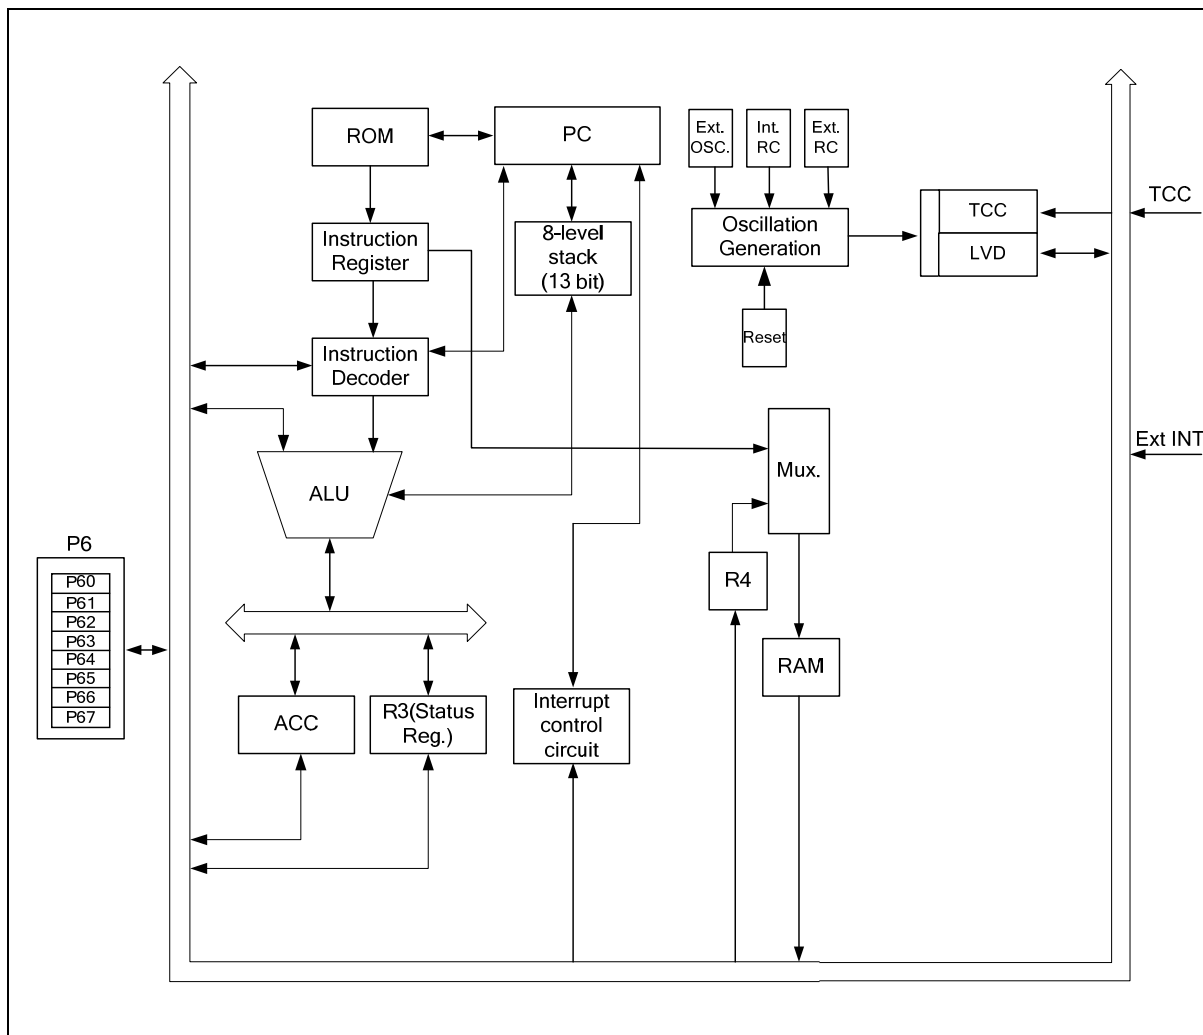 ROM
PC
Ext.
OSC.
Int.
RC
Ext.
RC
TCC
Instruction
Register
8-level
stack
(13 bit)
Oscillation
Generation
TCC
LVD
Reset
Instruction
Decoder
Ext INT
Mux.
ALU
P6
P60
P61
P62
P63
P64
P65
P66
P67
R4
RAM
ACC
R3(Status
Reg.)
Interrupt
control
circuit